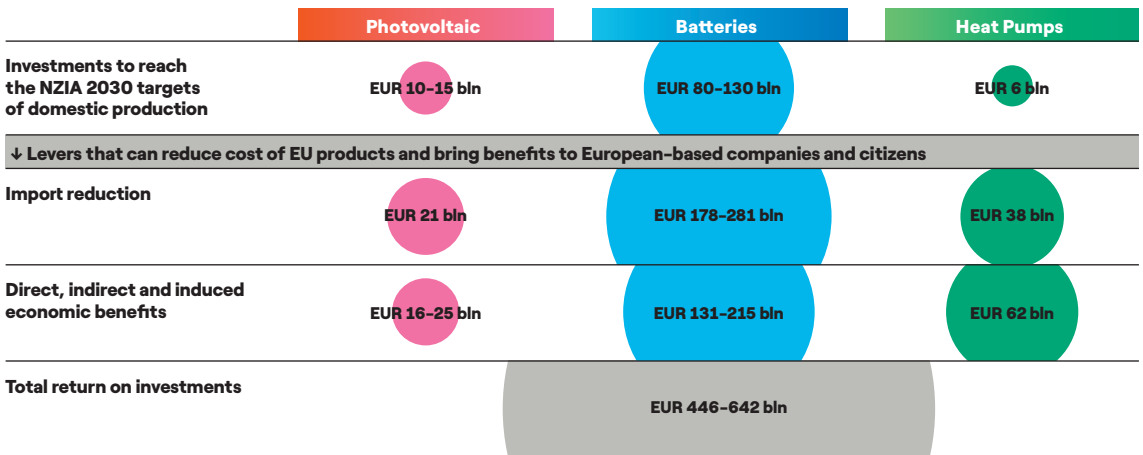 Photovoltaic
Batteries
Heat Pumps
Investments to reach
the NZIA 2030 targets
of domestic production
EUR 10–15 bln
EUR 80–130 bln
EUR 6 bln
↓ Levers that can reduce cost of EU products and bring benefits to European-based companies and citizens
Import reduction
EUR 21 bln
EUR 178–281 bln
EUR 38 bln
Direct, indirect and induced
economic benefits
EUR 16–25 bln
EUR 131–215 bln
EUR 62 bln
Total return on investments
EUR 446–642 bln